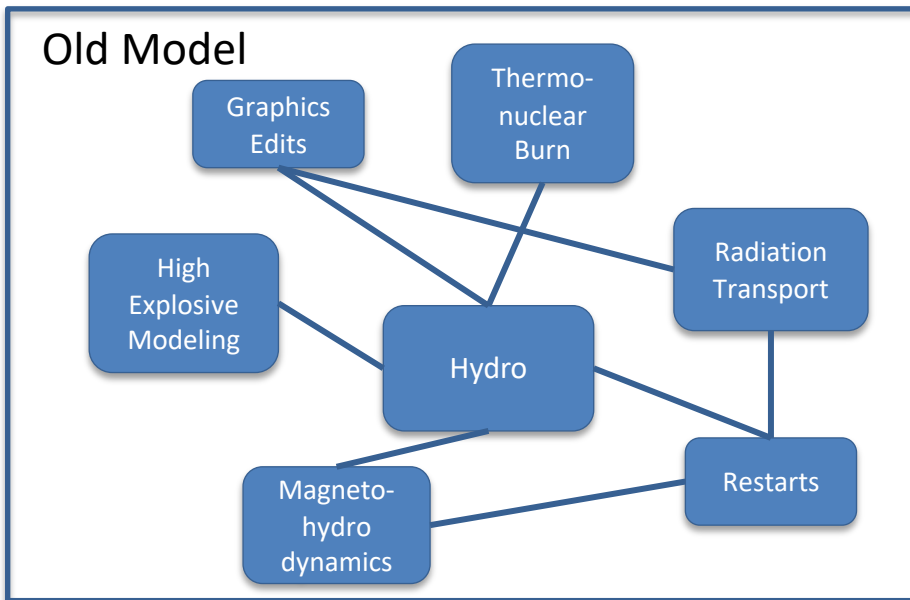 Old Model
Graphics
Edits
Thermo-
nuclear
Burn
High
Explosive
Modeling
Radiation
Transport
Hydro
Magneto-
hydro
dynamics
Restarts